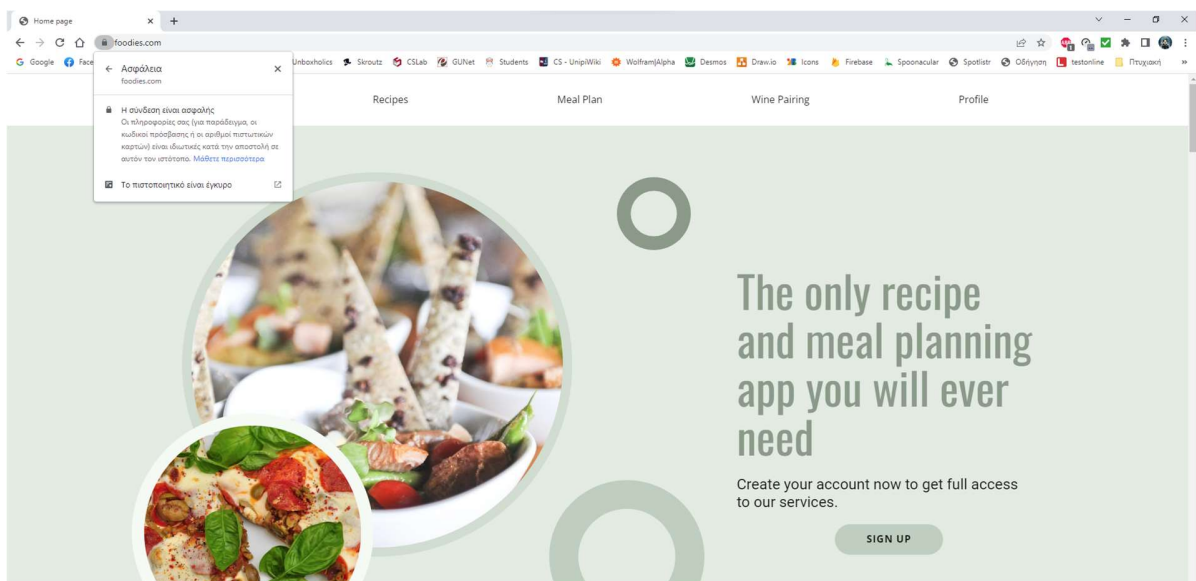 Home page
foodies.com
Google
Face
Unboxholics
Skroutz
CSLab
GUNet
Students
CS - UnipiWiki
Wolfram|Alpha
Desmos
Draw.io
Icons
Firebase
Spoonacular
Spotlistr
Οδήγηση
testonline
Πτυχιακή
Ασφάλεια
foodies.com
Η σύνδεση είναι ασφαλής
Οι πληροφορίες σας (για παράδειγμα, οι
κωδικοί πρόσβασης ή οι αριθμοί πιστωτικών
καρτών) είναι ιδιωτικές κατά την αποστολή σε
αυτόν τον ιστότοπο. Μάθετε περισσότερα
Το πιστοποιητικό είναι έγκυρο
Recipes
Meal Plan
Wine Pairing
Profile
The only recipe
and meal planning
app you will ever
need
Create your account now to get full access
to our services.
SIGN UP